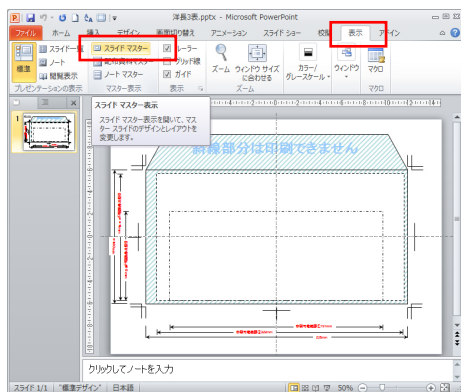 洋長3表.pptx - Microsoft PowerPoint
ファイル ホーム 挿入 デザイン 画面切り替え アニメーション スライド ショー 校閲 表示 アドイン
標準
スライド一覧
ノート
閲覧表示
プレゼンテーションの表示
スライド マスター
配布資料マスター
ノート マスター
マスター表示
ルーラー
グリッド線
ガイド
表示
ズーム
ウィンドウ サイズ
に合わせる
ズーム
カラー/
グレースケール
ウィンドウ
マクロ
マクロ
スライド マスター表示
スライド マスター表示を開いて、マス
ター スライドのデザインとレイアウトを
変更します。
1
斜線部分は印刷できません
クリックしてノートを入力
スライド 1/1 "標準デザイン" 日本語 50%